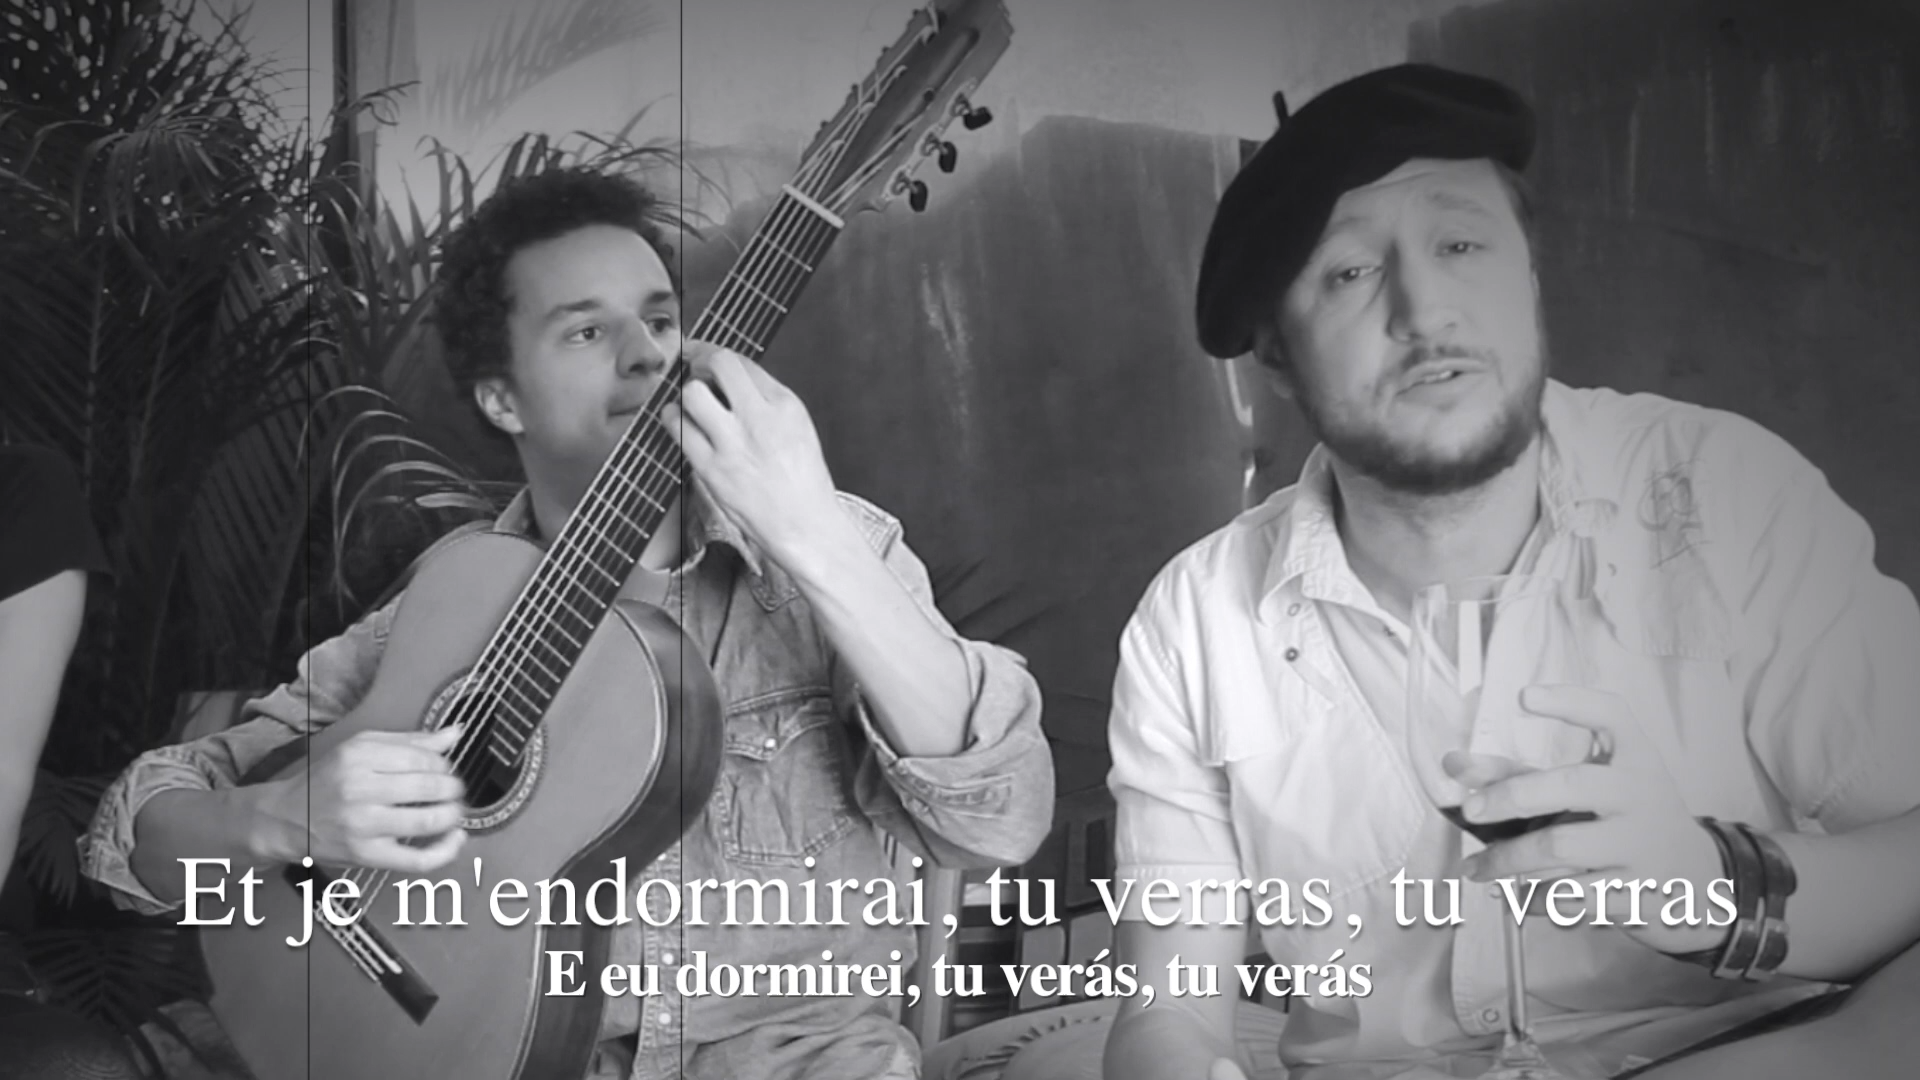 Et je m'endormirai, tu verras, tu verras
E eu dormirei, tu verás, tu verás